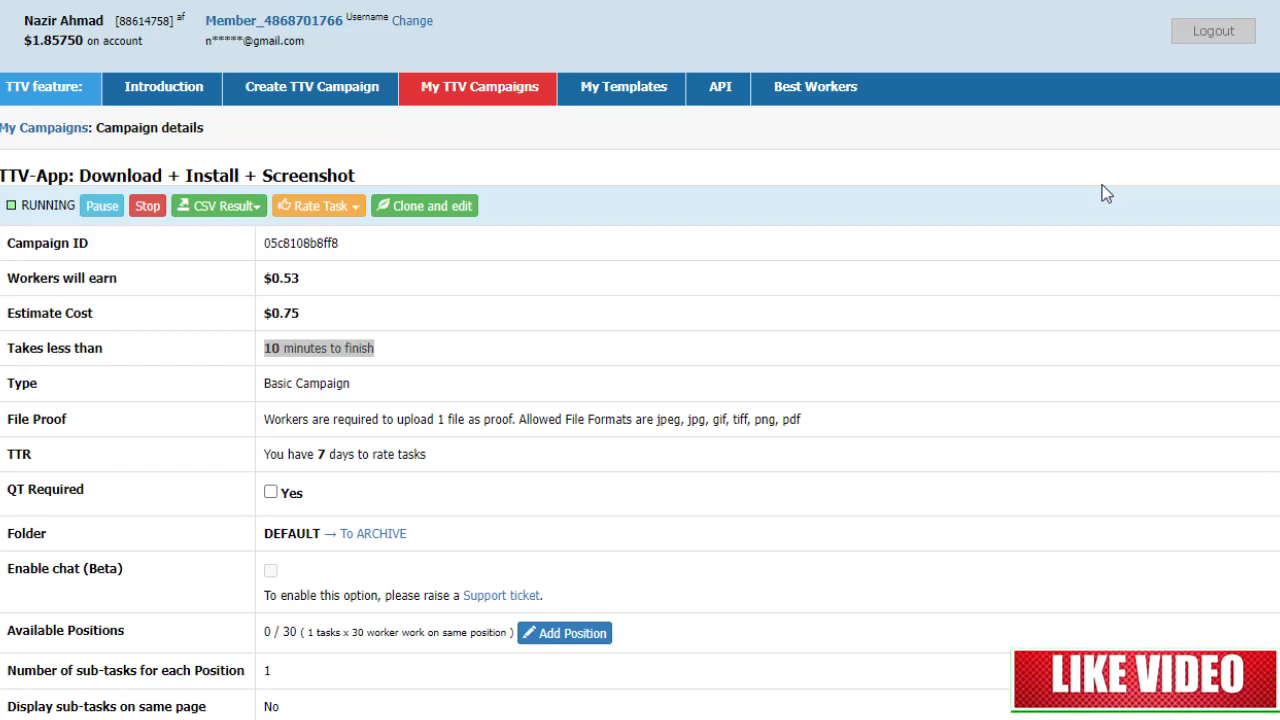 Nazir Ahmad [88614758] af Member_4868701766 Username Change
$1.85750 on account n*****@gmail.com
Logout
TTV feature: Introduction Create TTV Campaign My TTV Campaigns My Templates API Best Workers
My Campaigns: Campaign details
TTV-App: Download + Install + Screenshot
RUNNING Pause Stop CSV Result Rate Task Clone and edit
Campaign ID 05c8108b8ff8
Workers will earn $0.53
Estimate Cost $0.75
Takes less than 10 minutes to finish
Type Basic Campaign
File Proof Workers are required to upload 1 file as proof. Allowed File Formats are jpeg, jpg, gif, tiff, png, pdf
TTR You have 7 days to rate tasks
QT Required Yes
Folder DEFAULT → To ARCHIVE
Enable chat (Beta)
To enable this option, please raise a Support ticket.
Available Positions 0 / 30 ( 1 tasks x 30 worker work on same position ) Add Position
Number of sub-tasks for each Position 1
Display sub-tasks on same page No
LIKE VIDEO